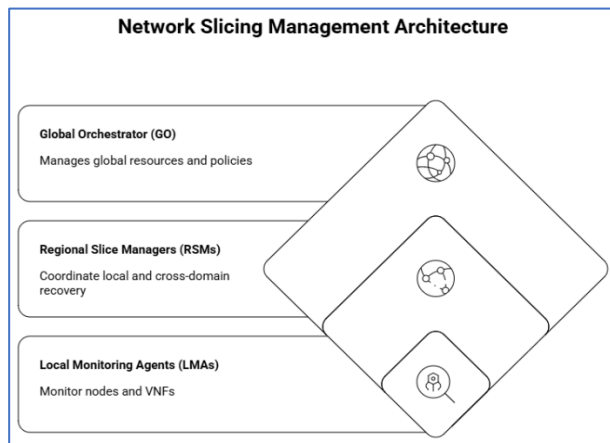 Network Slicing Management Architecture
Global Orchestrator (GO)
Manages global resources and policies
Regional Slice Managers (RSMs)
Coordinate local and cross-domain
recovery
Local Monitoring Agents (LMAs)
Monitor nodes and VNFs